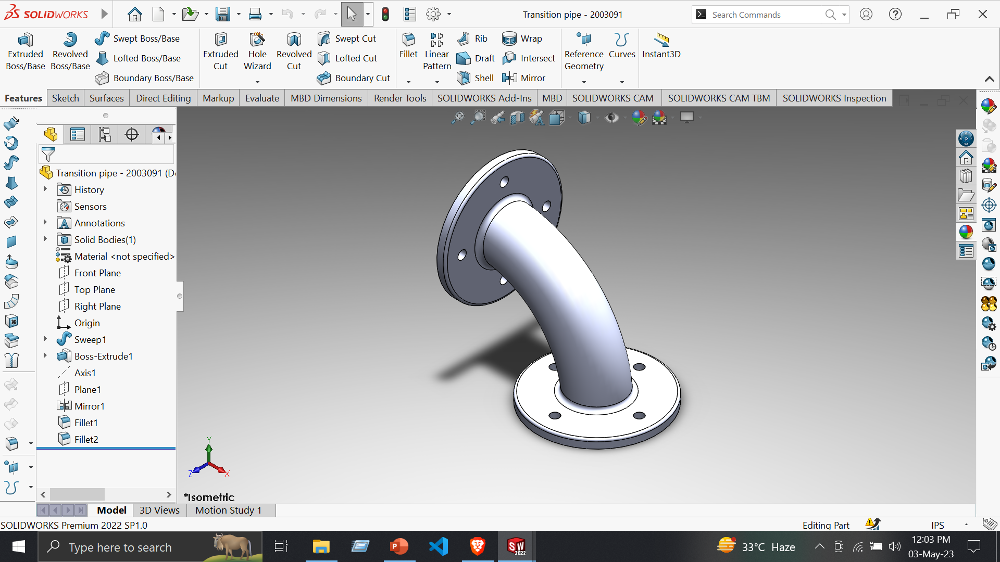 SOLIDWORKS
Transition pipe - 2003091
Search Commands
Extruded Boss/Base
Revolved Boss/Base
Swept Boss/Base
Lofted Boss/Base
Boundary Boss/Base
Extruded Cut
Hole Wizard
Revolved Cut
Swept Cut
Lofted Cut
Boundary Cut
Fillet
Linear Pattern
Rib
Draft
Shell
Wrap
Intersect
Mirror
Reference Geometry
Curves
Instant3D
Features
Sketch
Surfaces
Direct Editing
Markup
Evaluate
MBD Dimensions
Render Tools
SOLIDWORKS Add-Ins
MBD
SOLIDWORKS CAM
SOLIDWORKS CAM TBM
SOLIDWORKS Inspection
Transition pipe - 2003091 (D
History
Sensors
Annotations
Solid Bodies(1)
Material <not specified>
Front Plane
Top Plane
Right Plane
Origin
Sweep1
Boss-Extrude1
Axis1
Plane1
Mirror1
Fillet1
Fillet2
Y
Z
X
*Isometric
Model
3D Views
Motion Study 1
SOLIDWORKS Premium 2022 SP1.0
Editing Part
IPS
Type here to search
P
SW
2022
33°C Haze
12:03 PM
03-May-23